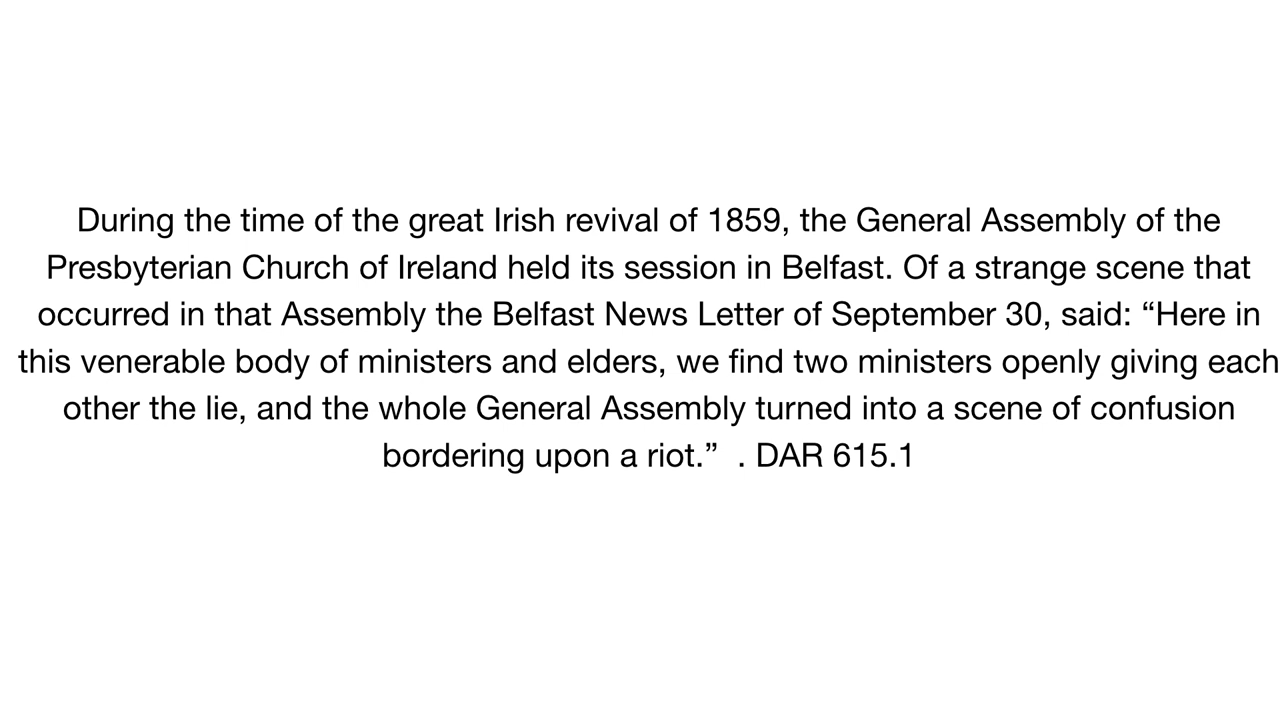 During the time of the great Irish revival of 1859, the General Assembly of the
Presbyterian Church of Ireland held its session in Belfast. Of a strange scene that
occurred in that Assembly the Belfast News Letter of September 30, said: “Here in
this venerable body of ministers and elders, we find two ministers openly giving each
other the lie, and the whole General Assembly turned into a scene of confusion
bordering upon a riot.”  . DAR 615.1